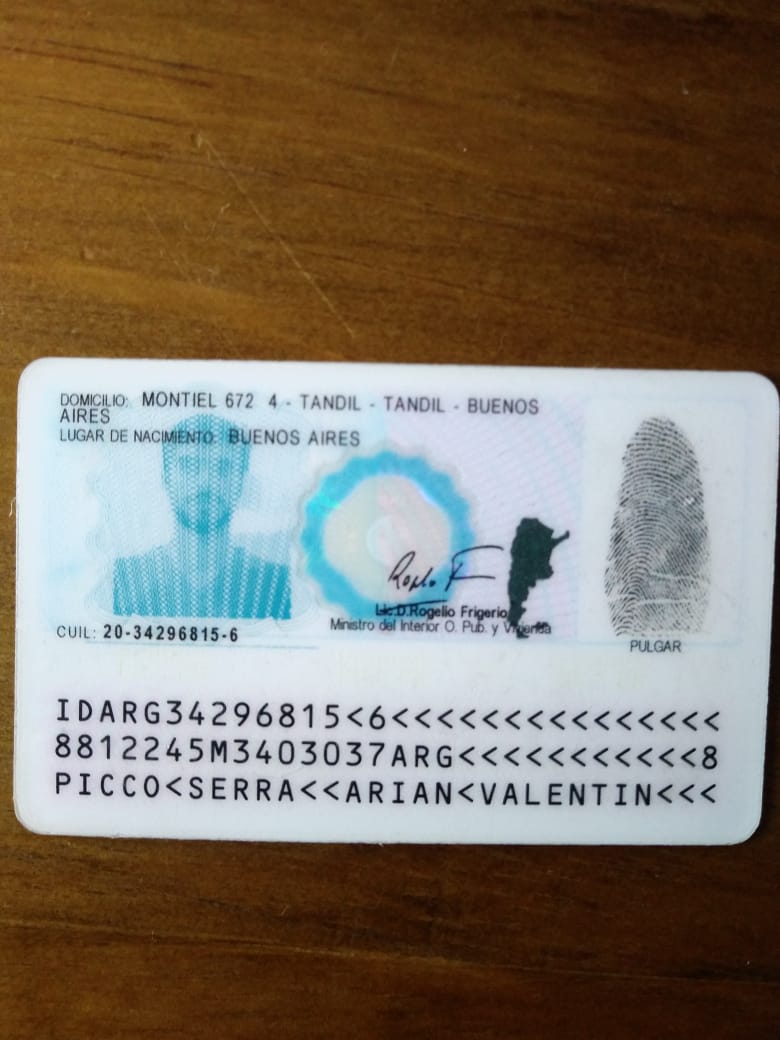 DOMICILIO: MONTIEL 672 4 - TANDIL - TANDIL - BUENOS
AIRES
LUGAR DE NACIMIENTO: BUENOS AIRES
CUIL: 20-34296815-6
Lic.D.Rogelio Frigerio
Ministro del Interior O. Pub. y Vivienda
PULGAR
IDARG34296815<6<<<<<<<<<<<<<<<
8812245M3403037ARG<<<<<<<<<<<8
PICCO<SERRA<<ARIAN<VALENTIN<<<